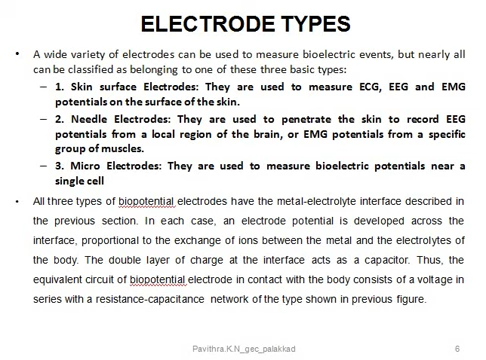 ELECTRODE TYPES
• A wide variety of electrodes can be used to measure bioelectric events, but nearly all
can be classified as belonging to one of these three basic types:
– 1. Skin surface Electrodes: They are used to measure ECG, EEG and EMG
potentials on the surface of the skin.
– 2. Needle Electrodes: They are used to penetrate the skin to record EEG
potentials from a local region of the brain, or EMG potentials from a specific
group of muscles.
– 3. Micro Electrodes: They are used to measure bioelectric potentials near a
single cell
• All three types of biopotential electrodes have the metal-electrolyte interface described in
the previous section. In each case, an electrode potential is developed across the
interface, proportional to the exchange of ions between the metal and the electrolytes
of the body. The double layer of charge at the interface acts as a capacitor. Thus, the
equivalent circuit of biopotential electrode in contact with the body consists of a voltage in
series with a resistance-capacitance network of the type shown in previous figure.
Pavithra.K.N_gec_palakkad
6